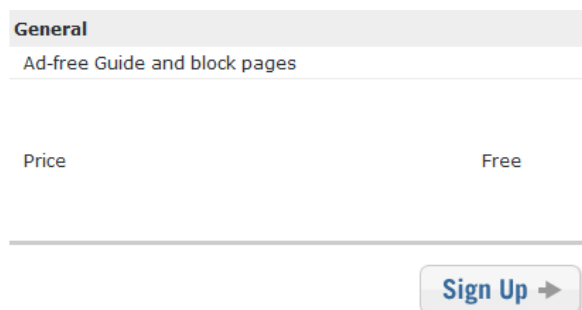 General
Ad-free Guide and block pages
Price Free
Sign Up